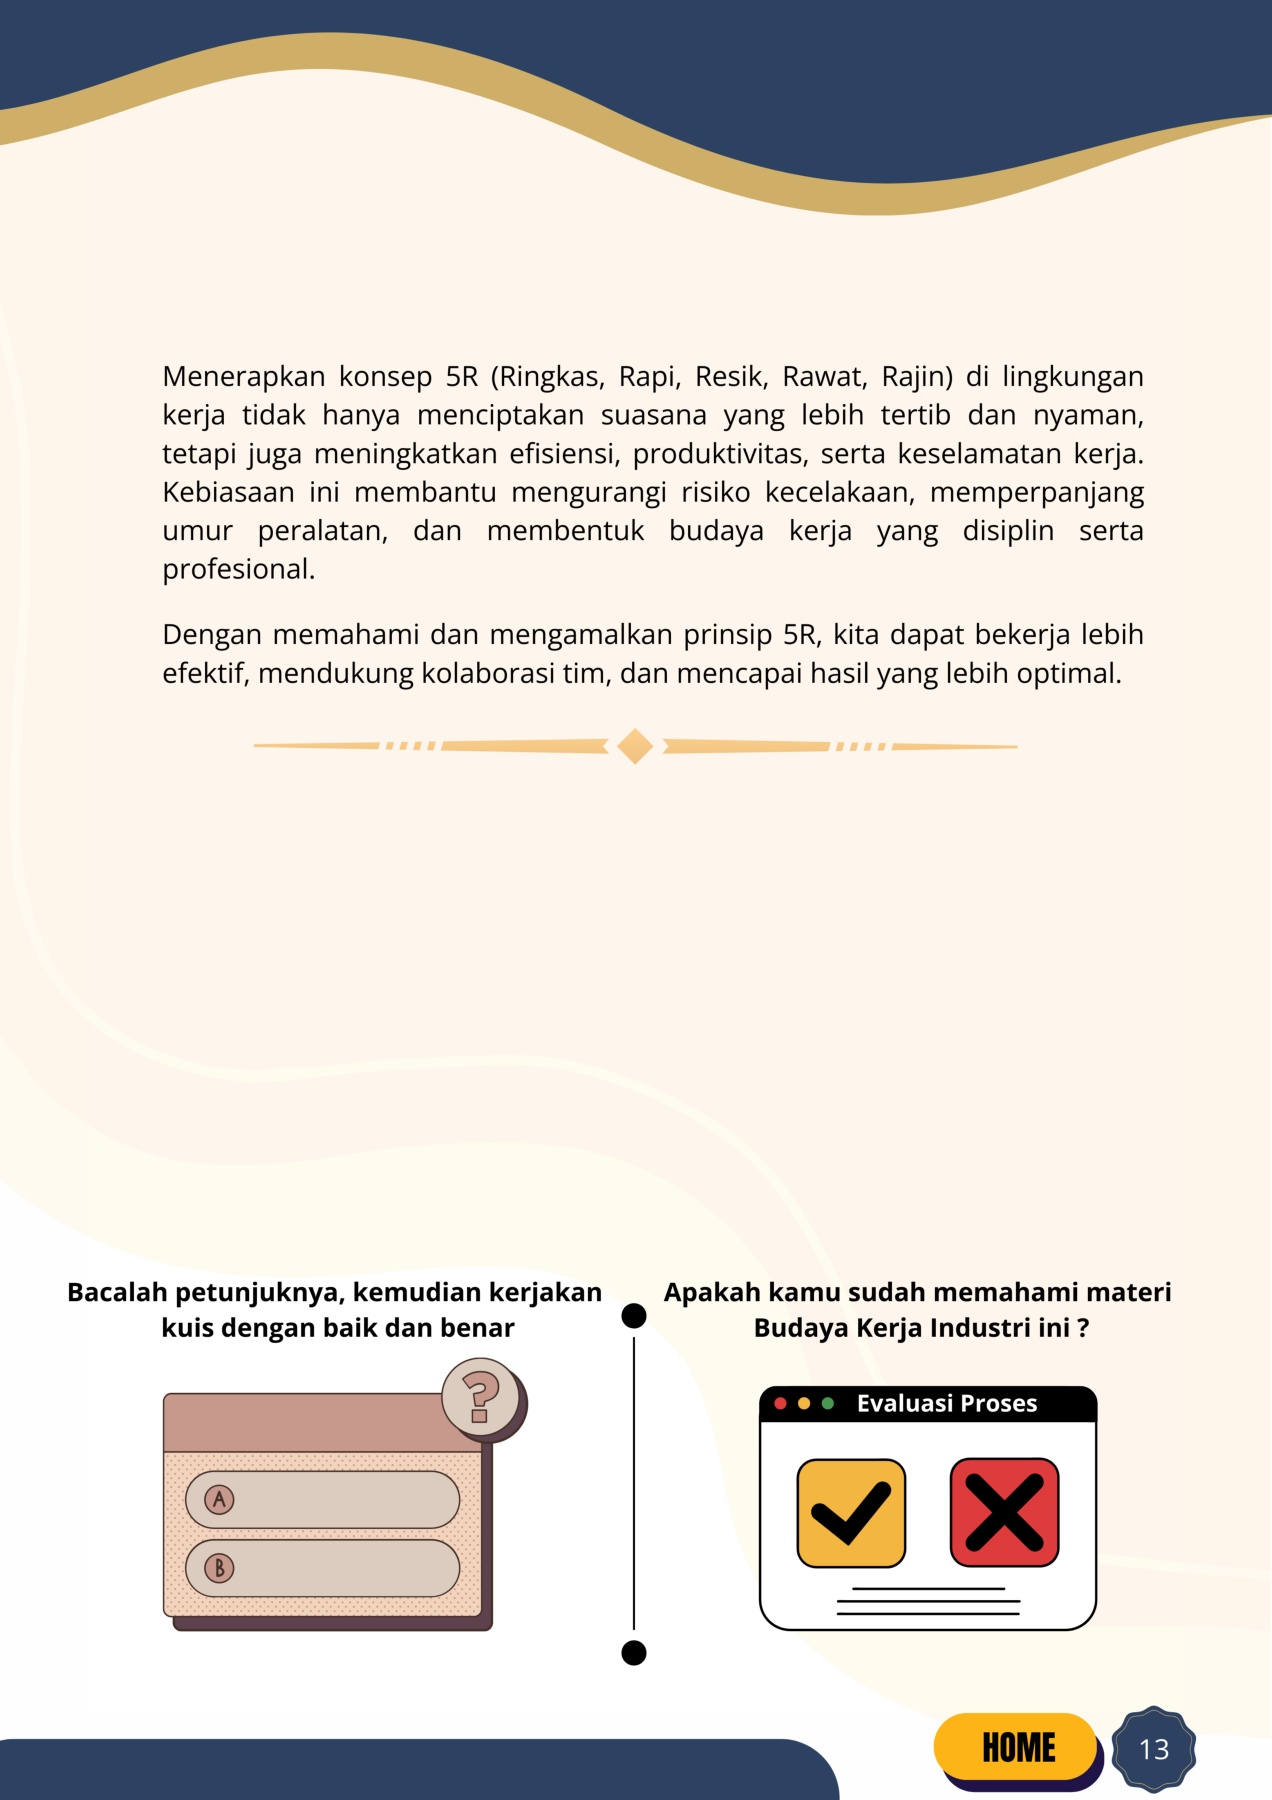 Menerapkan konsep 5R (Ringkas, Rapi, Resik, Rawat, Rajin) di lingkungan
kerja tidak hanya menciptakan suasana yang lebih tertib dan nyaman,
tetapi juga meningkatkan efisiensi, produktivitas, serta keselamatan kerja.
Kebiasaan ini membantu mengurangi risiko kecelakaan, memperpanjang
umur peralatan, dan membentuk budaya kerja yang disiplin serta
profesional.
Dengan memahami dan mengamalkan prinsip 5R, kita dapat bekerja lebih
efektif, mendukung kolaborasi tim, dan mencapai hasil yang lebih optimal.
Bacalah petunjuknya, kemudian kerjakan
kuis dengan baik dan benar
?
A
B
Apakah kamu sudah memahami materi
Budaya Kerja Industri ini ?
Evaluasi Proses
HOME
13